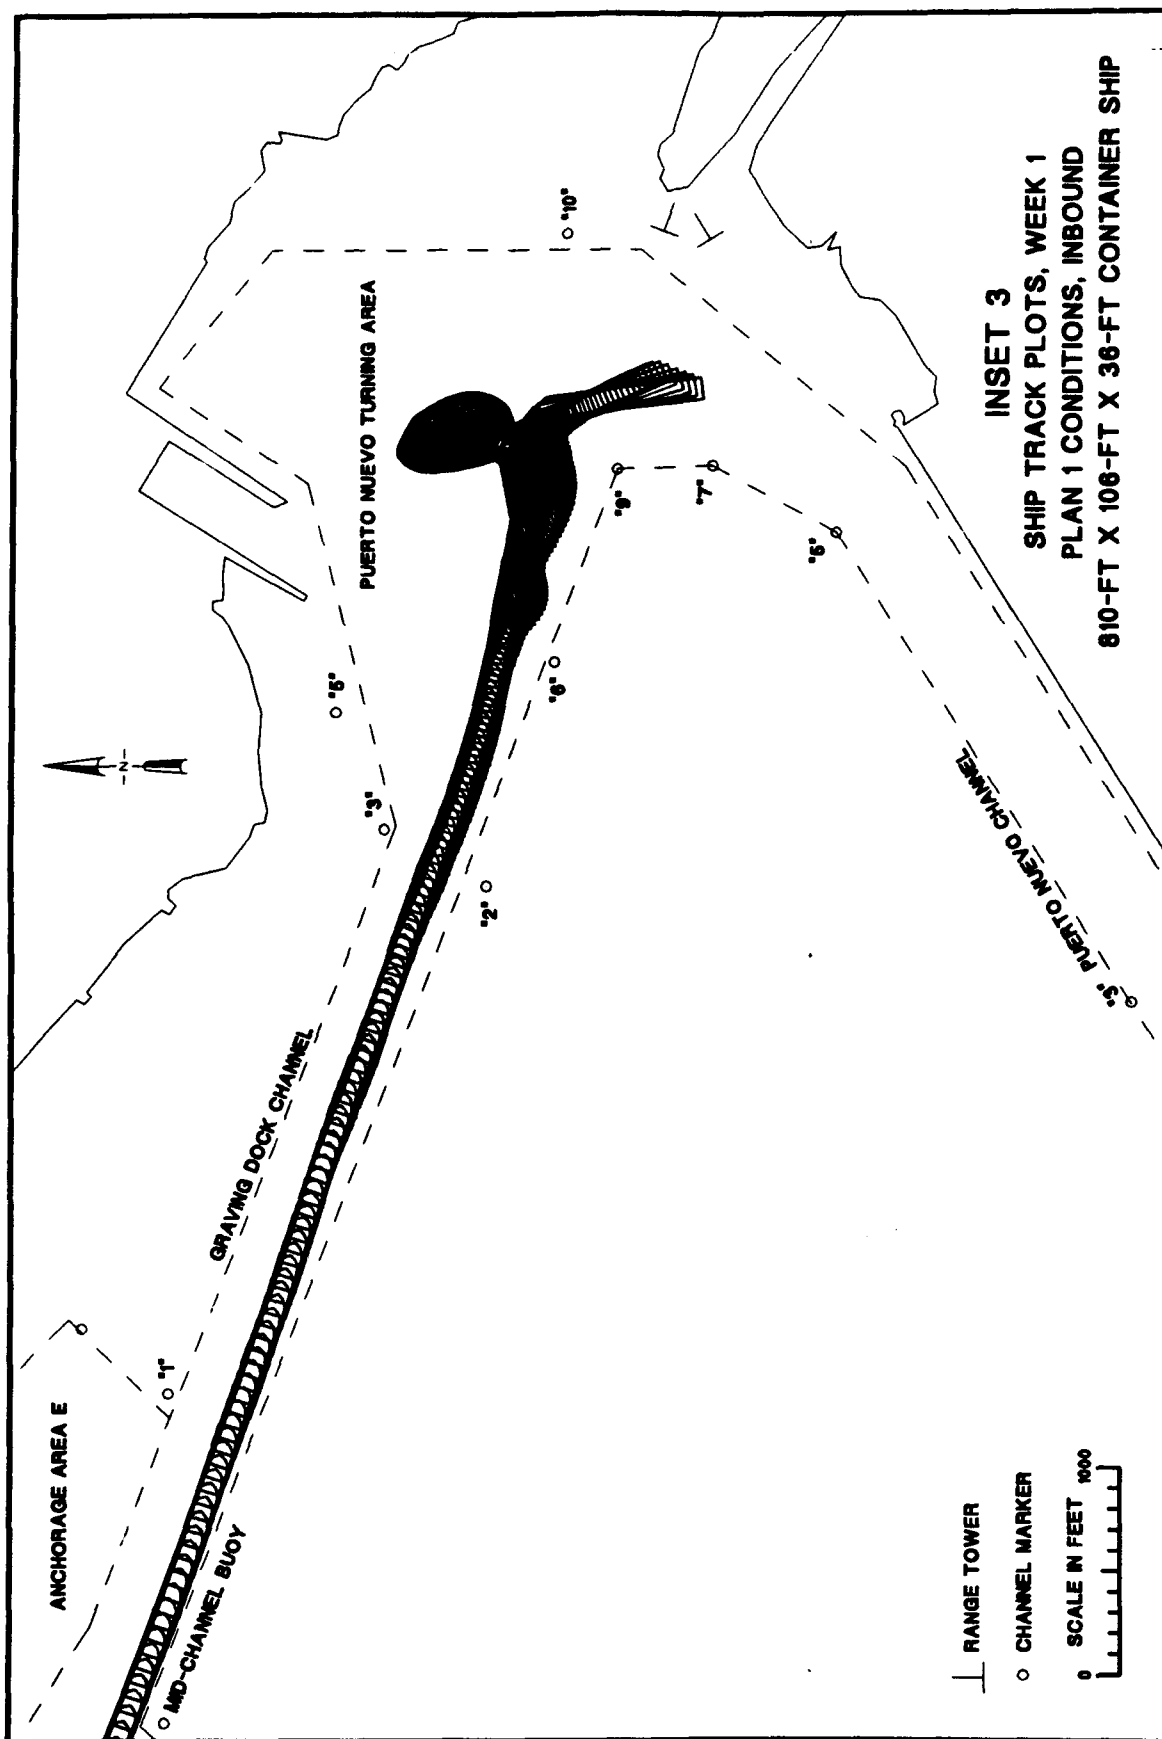 ANCHORAGE AREA E
"1"
MID-CHANNEL BUOY
GRAVING DOCK CHANNEL
"3"
"5"
"2"
"6"
PUERTO NUEVO TURNING AREA
"10"
"9"
"7"
"5"
"3" PUERTO NUEVO CHANNEL
N
RANGE TOWER
CHANNEL MARKER
SCALE IN FEET
0 1000
INSET 3
SHIP TRACK PLOTS, WEEK 1
PLAN 1 CONDITIONS, INBOUND
810-FT X 106-FT X 36-FT CONTAINER SHIP